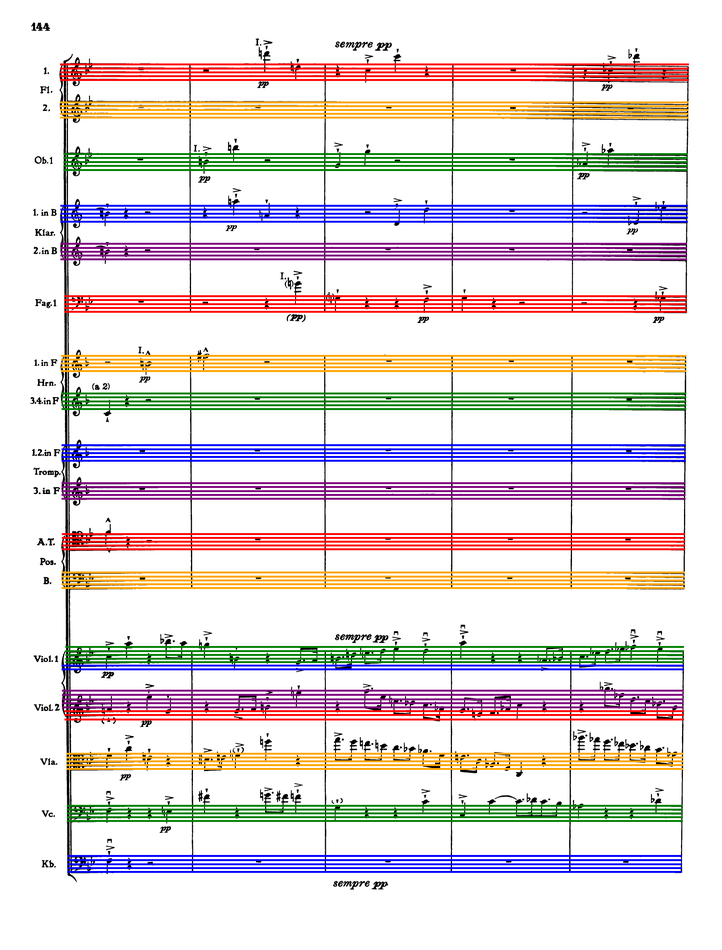 144
I.
sempre pp
1.
Fl.
pp
pp
2.
I.
Ob.1
pp
pp
1. in B
Klar.
pp
pp
2. in B
I.
Fag.1
(pp)
pp
pp
I.
1. in F
pp
Hrn.
(a 2)
3.4. in F
1.2. in F
Tromp.
3. in F
A.T.
Pos.
B.
sempre pp
Viol.1
pp
Viol.2
pp
Vla.
pp
Vc.
pp
Kb.
sempre pp